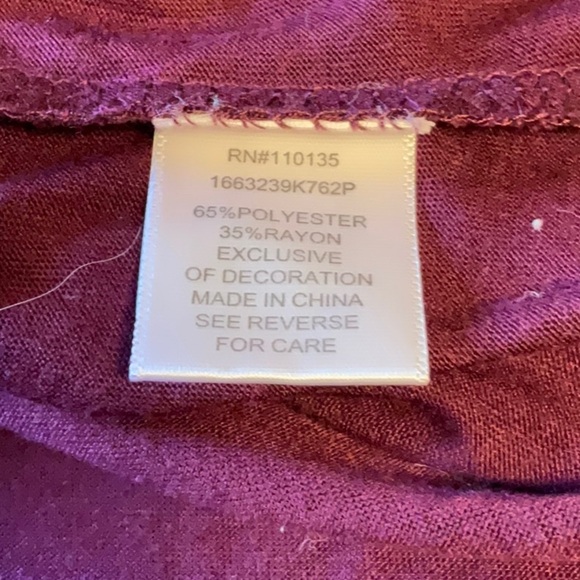 RN#110135
1663239K762P
65%POLYESTER
35%RAYON
EXCLUSIVE
OF DECORATION
MADE IN CHINA
SEE REVERSE
FOR CARE